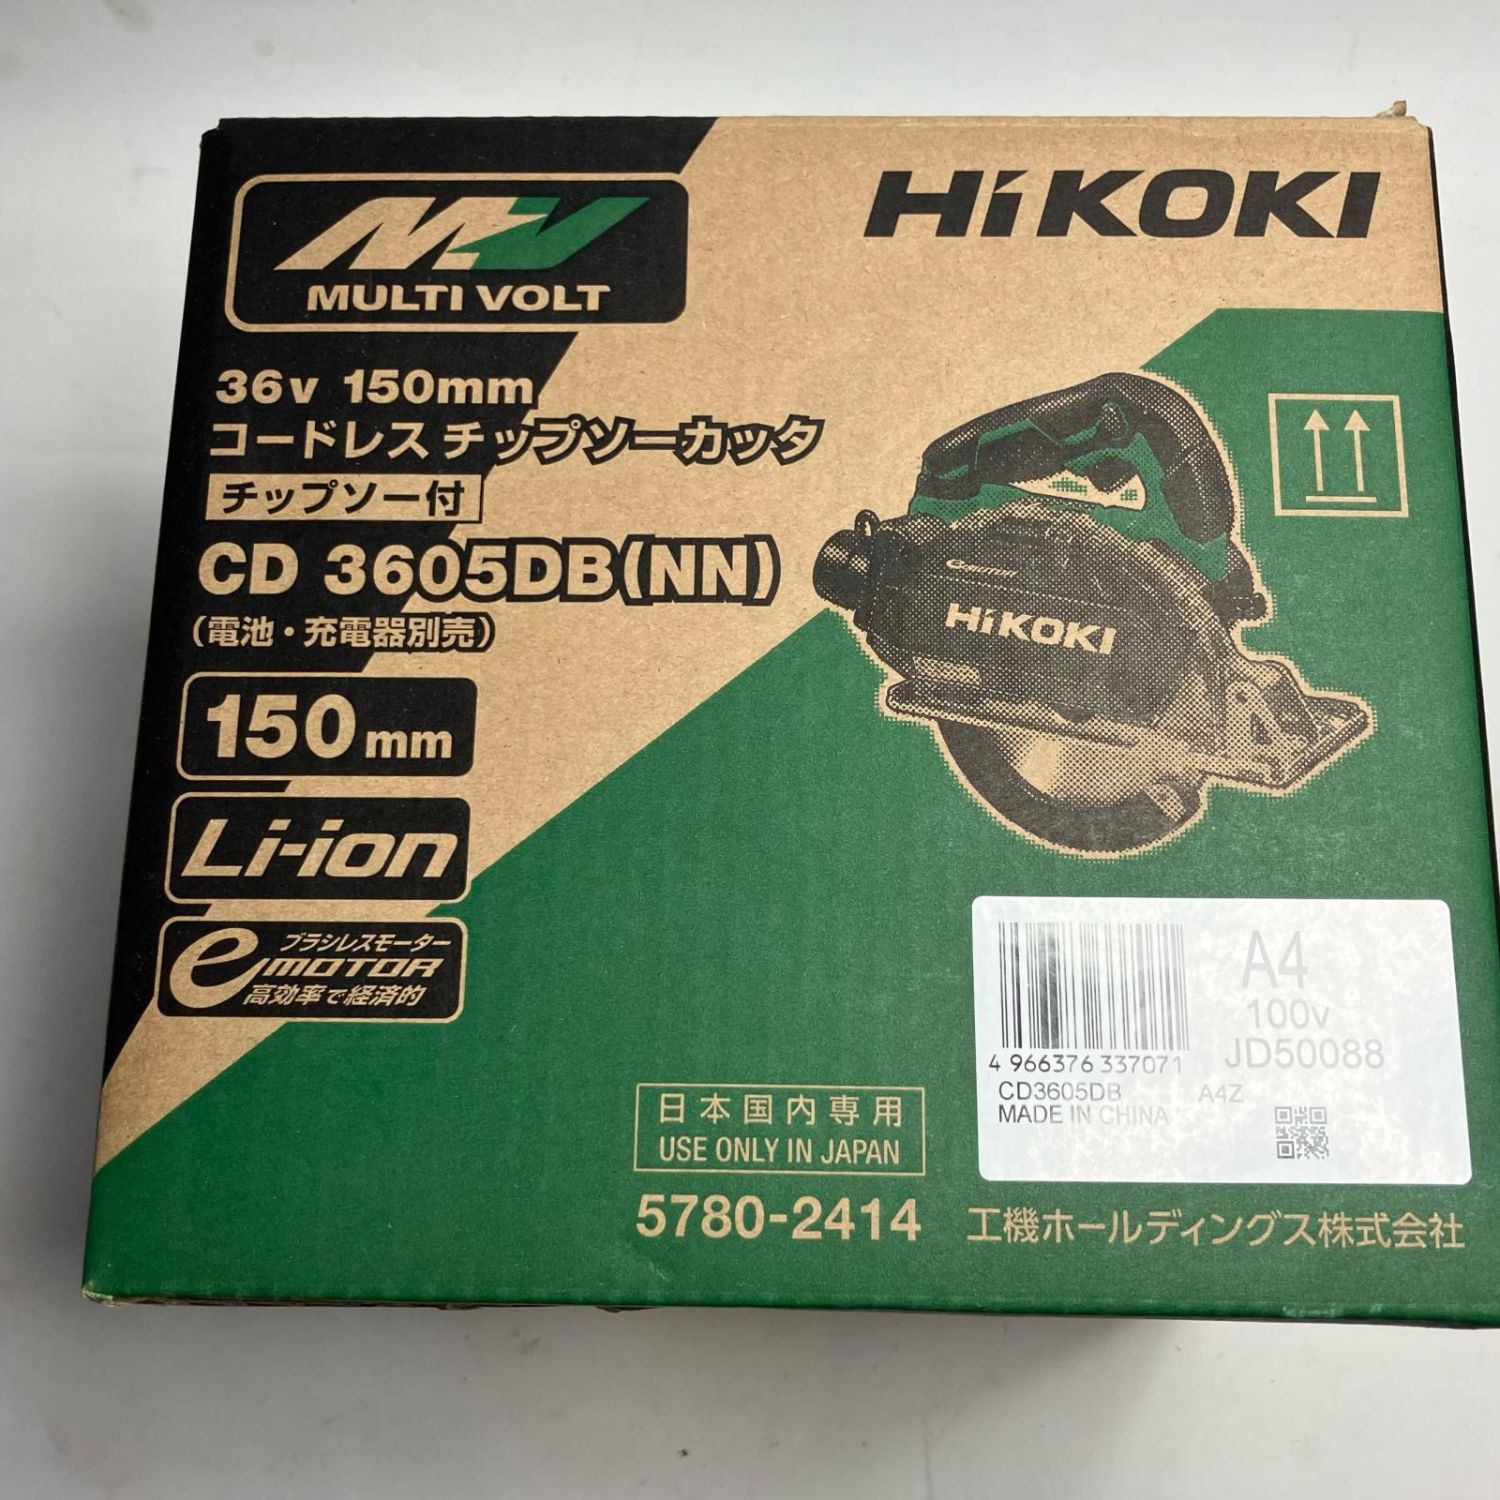 MULTI VOLT
HiKOKI
36v 150mm
コードレス チップソーカッタ
チップソー付
CD 3605DB(NN)
(電池・充電器別売)
150mm
Li-ion
ブラシレスモーター
eMOTOR
高効率で経済的
HiKOKI
A4
100v
JD50088
4 966376 337071
CD3605DB A4Z
MADE IN CHINA
日本国内専用
USE ONLY IN JAPAN
5780-2414
工機ホールディングス株式会社